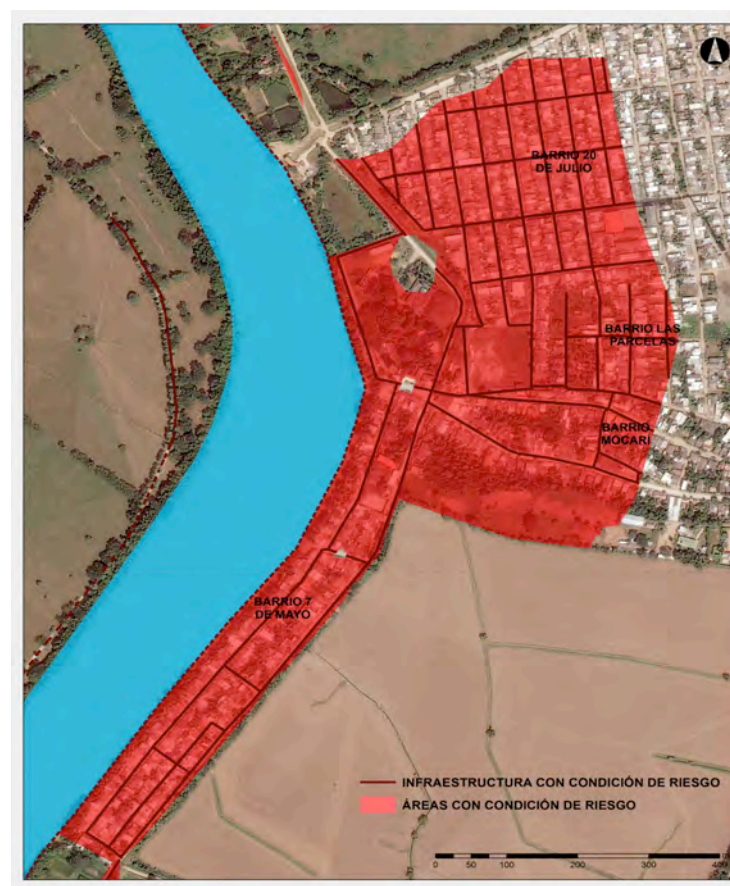 BARRIO 20
DE JULIO
BARRIO LAS
PARCELAS
BARRIO
MOCARI
BARRIO 7
DE MAYO
INFRAESTRUCTURA CON CONDICIÓN DE RIESGO
ÁREAS CON CONDICIÓN DE RIESGO
0 50 100 200 300 400